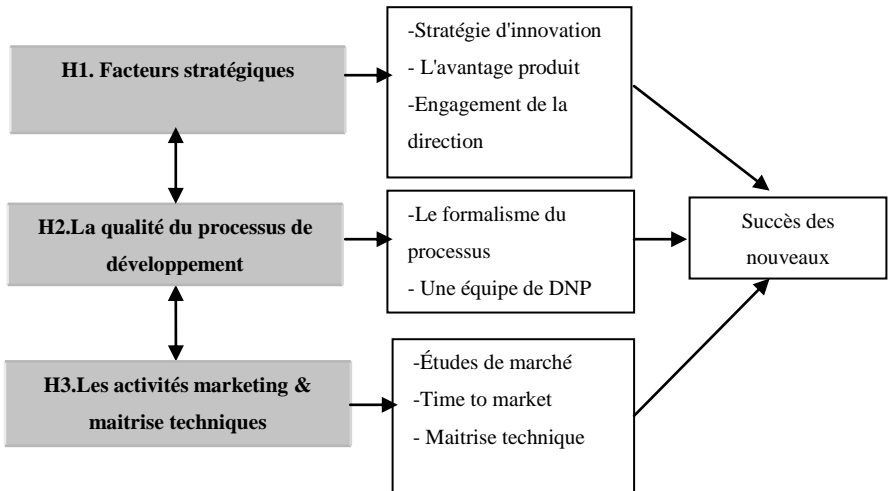 H1. Facteurs stratégiques
-Stratégie d'innovation
- L'avantage produit
-Engagement de la
direction
H2.La qualité du processus de
développement
-Le formalisme du
processus
- Une équipe de DNP
Succès des
nouveaux
H3.Les activités marketing &
maitrise techniques
-Études de marché
-Time to market
- Maitrise technique